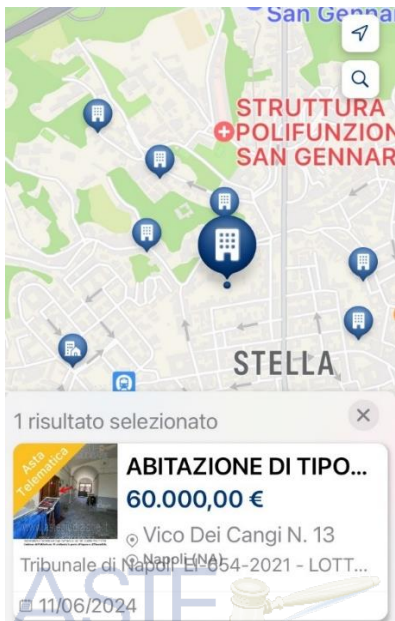 San Genna
STRUTTURA
POLIFUNZION
SAN GENNAR
STELLA
1 risultato selezionato
Asta
Telematica
ABITAZIONE DI TIPO...
60.000,00 €
Vico Dei Cangi N. 13
Napoli (NA)
Tribunale di Napoli EI-654-2021 - LOTT...
11/06/2024
ASTE